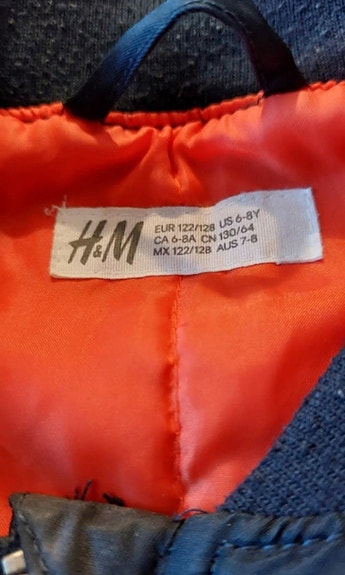 H&M
EUR 122/128 US 6-8Y
CA 6-8A CN 130/64
MX 122/128 AUS 7-8